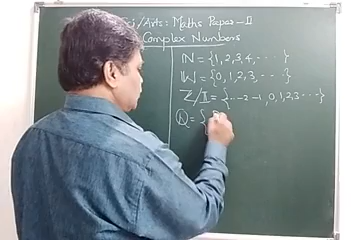 Sci/Arts: Maths Paper - II
Complex Numbers
ℕ = {1, 2, 3, 4, ....}
𝕎 = {0, 1, 2, 3, ....}
Z/𝕀 = {...-2 -1, 0, 1, 2, 3 ....}
ℚ = {